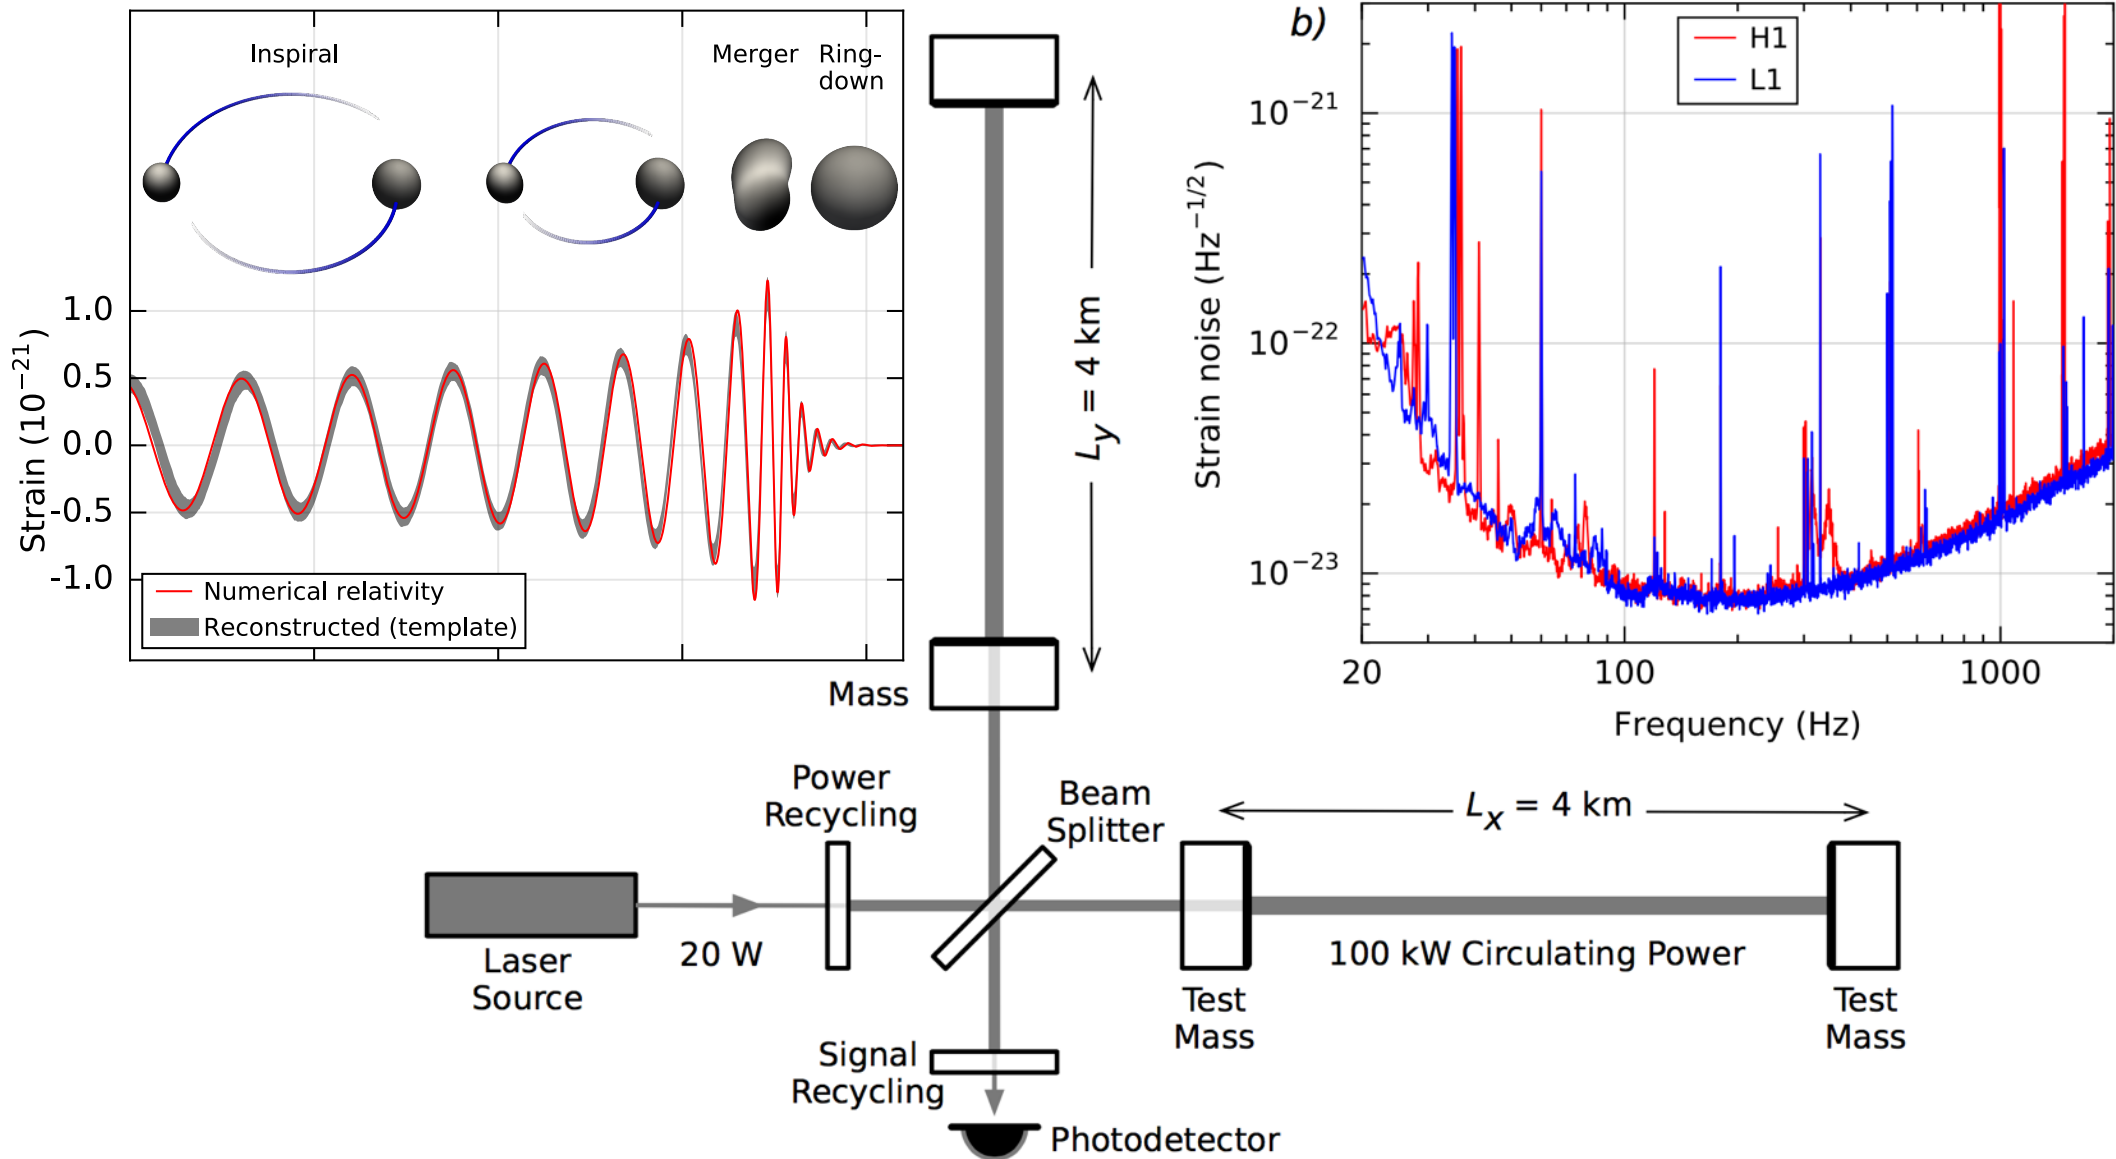 Inspiral
Merger
Ring-
down
Strain (10⁻²¹)
1.0
0.5
0.0
-0.5
-1.0
Numerical relativity
Reconstructed (template)
b)
H1
L1
Strain noise (Hz⁻¹/²)
10⁻²¹
10⁻²²
10⁻²³
20
100
1000
Frequency (Hz)
Ly = 4 km
Mass
Power
Recycling
Beam
Splitter
Lx = 4 km
Laser
Source
20 W
100 kW Circulating Power
Test
Mass
Test
Mass
Signal
Recycling
Photodetector